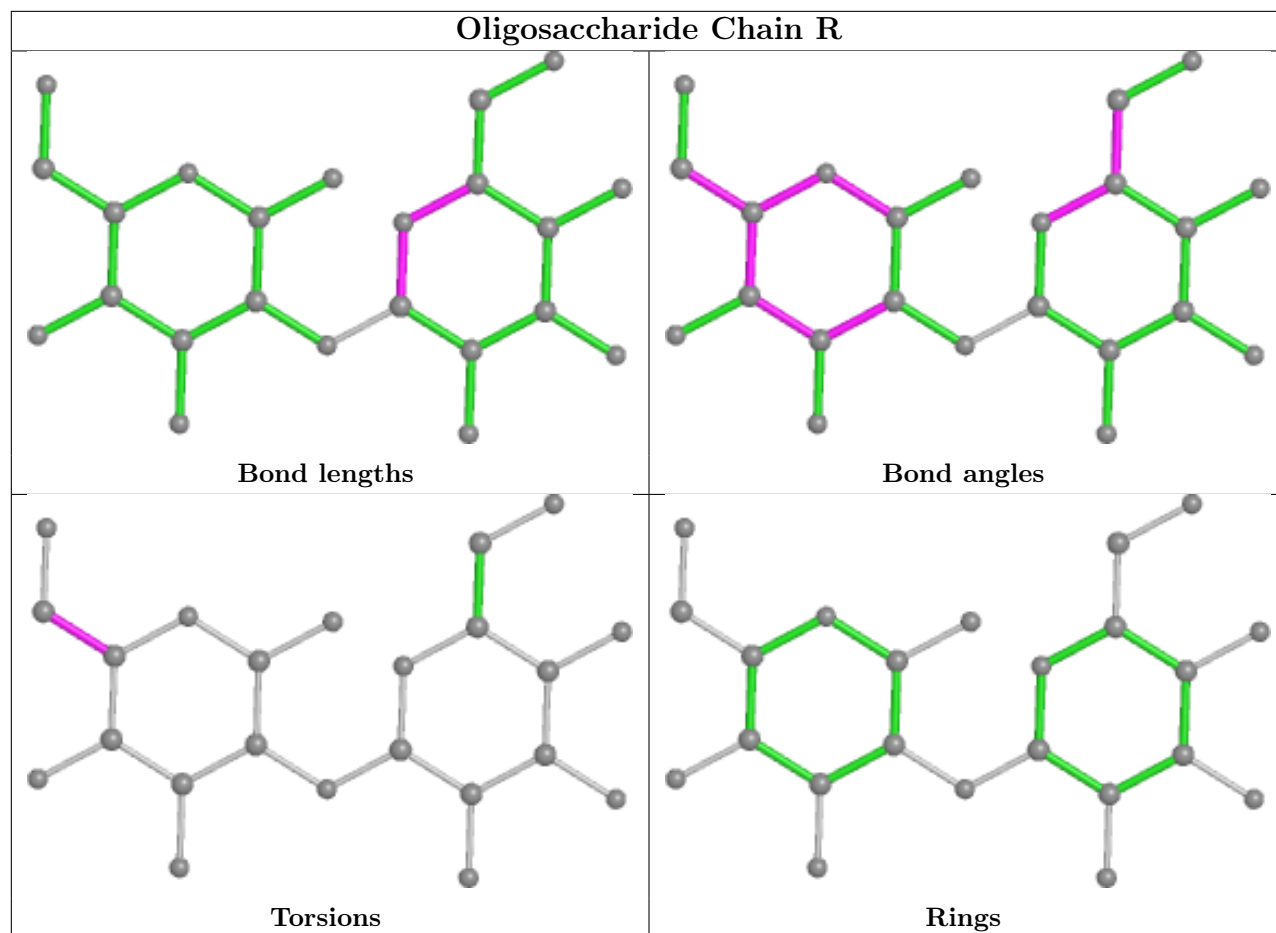 Oligosaccharide Chain R
Bond lengths
Bond angles
Torsions
Rings